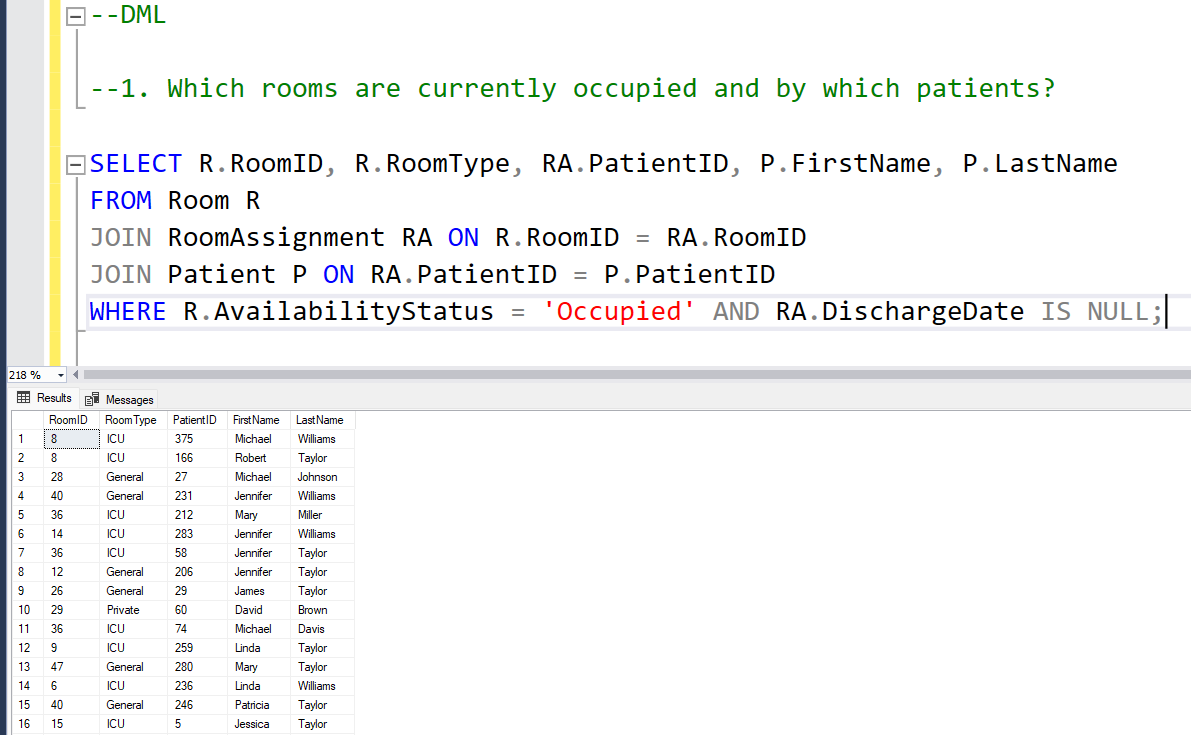 --DML
--1. Which rooms are currently occupied and by which patients?
SELECT R.RoomID, R.RoomType, RA.PatientID, P.FirstName, P.LastName
FROM Room R
JOIN RoomAssignment RA ON R.RoomID = RA.RoomID
JOIN Patient P ON RA.PatientID = P.PatientID
WHERE R.AvailabilityStatus = 'Occupied' AND RA.DischargeDate IS NULL;
218 %
Results Messages
RoomID RoomType PatientID FirstName LastName
1 8 ICU 375 Michael Williams
2 8 ICU 166 Robert Taylor
3 28 General 27 Michael Johnson
4 40 General 231 Jennifer Williams
5 36 ICU 212 Mary Miller
6 14 ICU 283 Jennifer Williams
7 36 ICU 58 Jennifer Taylor
8 12 General 206 Jennifer Taylor
9 26 General 29 James Taylor
10 29 Private 60 David Brown
11 36 ICU 74 Michael Davis
12 9 ICU 259 Linda Taylor
13 47 General 280 Mary Taylor
14 6 ICU 236 Linda Williams
15 40 General 246 Patricia Taylor
16 15 ICU 5 Jessica Taylor